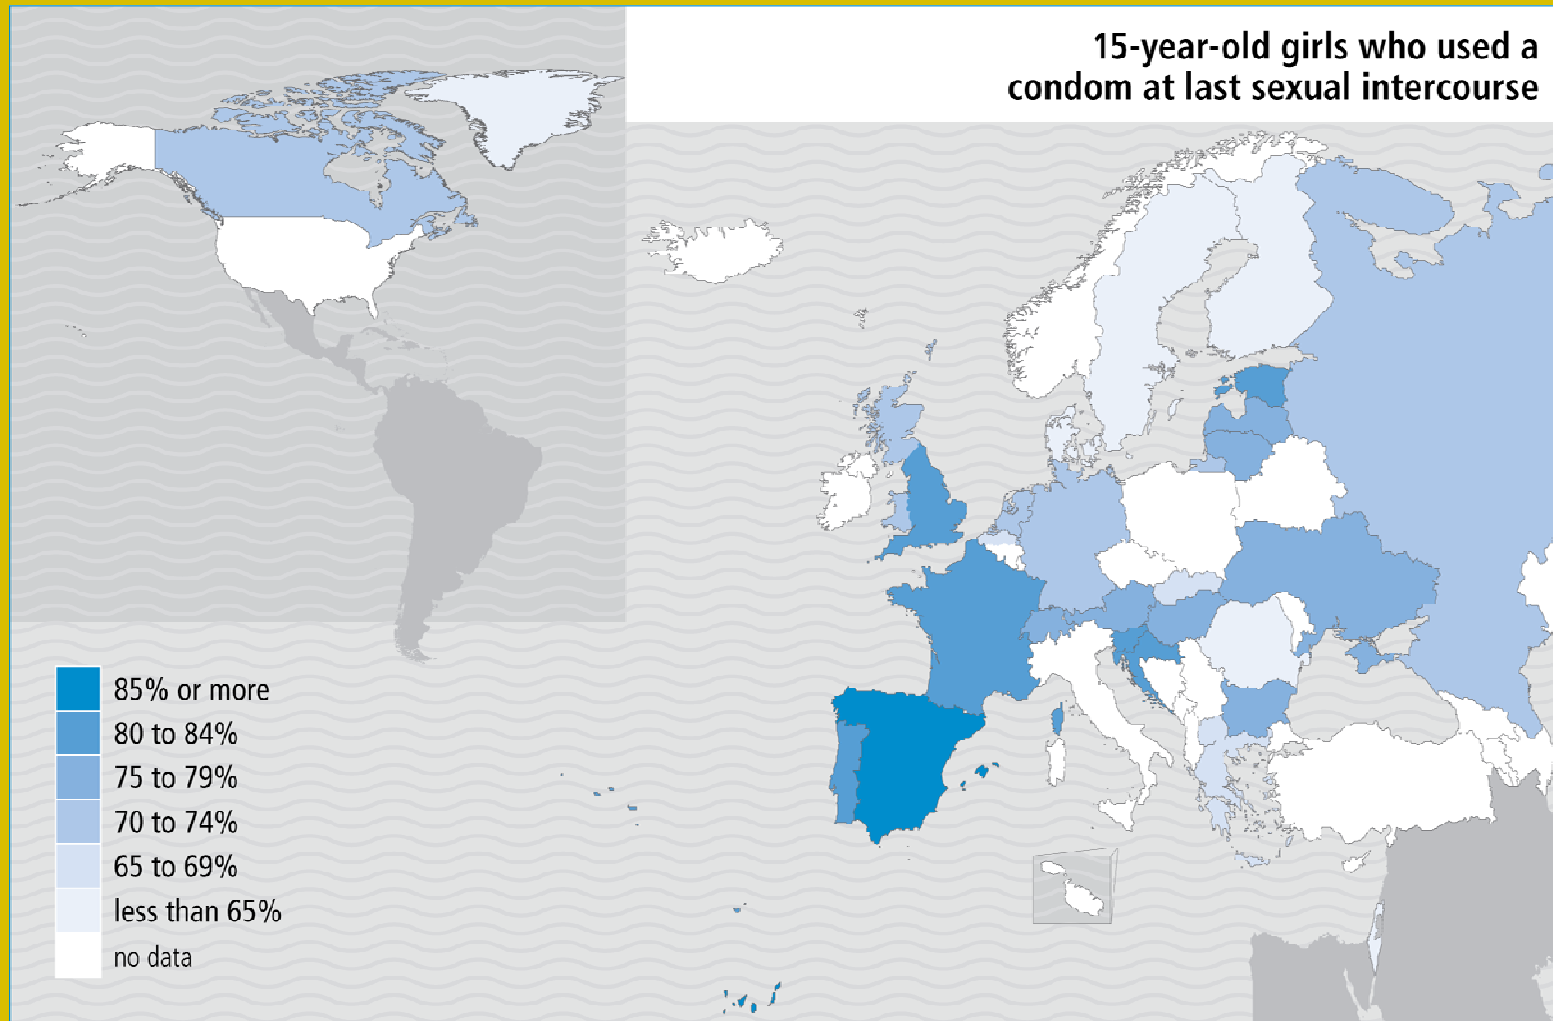 15-year-old girls who used a
condom at last sexual intercourse
85% or more
80 to 84%
75 to 79%
70 to 74%
65 to 69%
less than 65%
no data